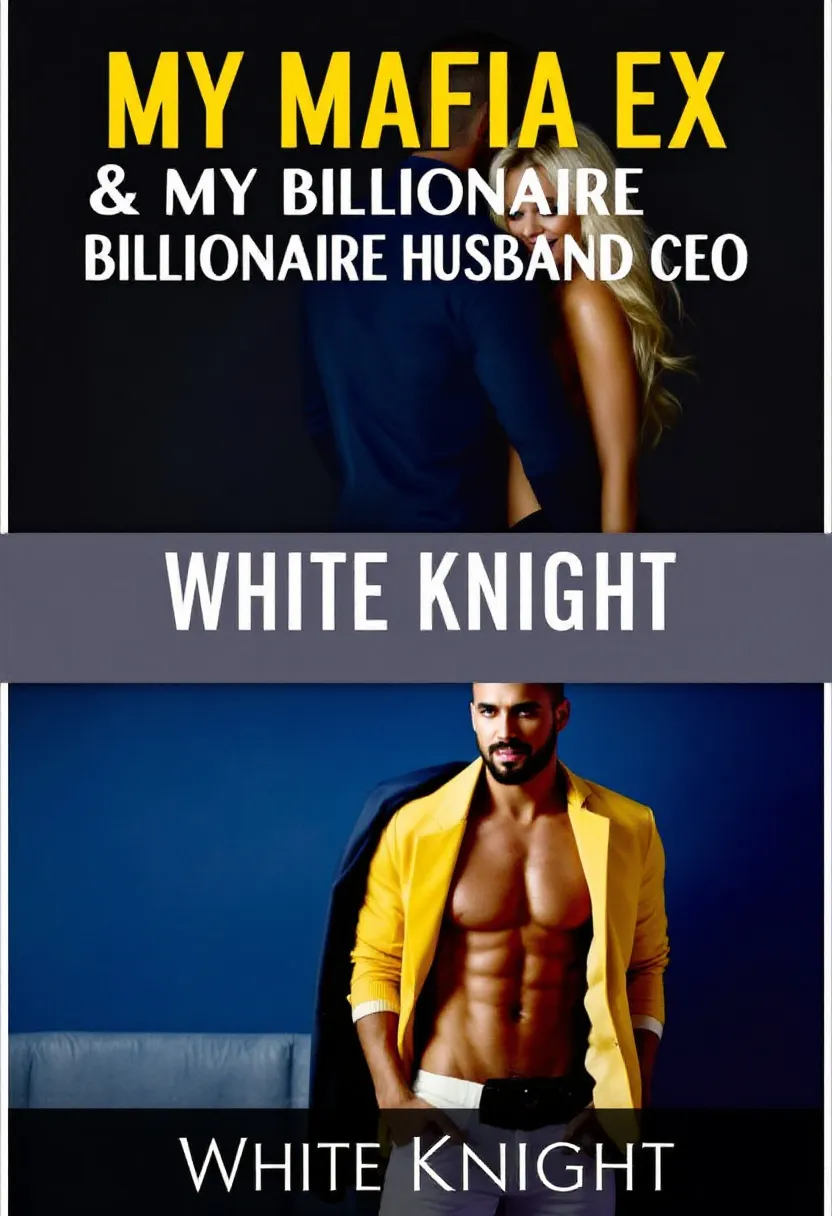 MY MAFIA EX
& MY BILLIONAIRE
BILLIONAIRE HUSBAND CEO
WHITE KNIGHT
WHITE KNIGHT